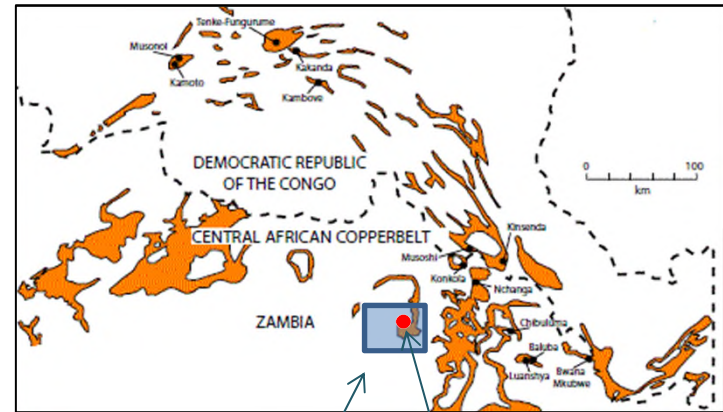 Tenke-Fungurume
Musonoi
Kamoto
Kakanda
Kambove
DEMOCRATIC REPUBLIC
OF THE CONGO
0 100
km
CENTRAL AFRICAN COPPERBELT
Kinsenda
Musoshi
Konkola
Nchanga
ZAMBIA
Chibuluma
Baluba
Luanshya
Bwana
Mkubwe